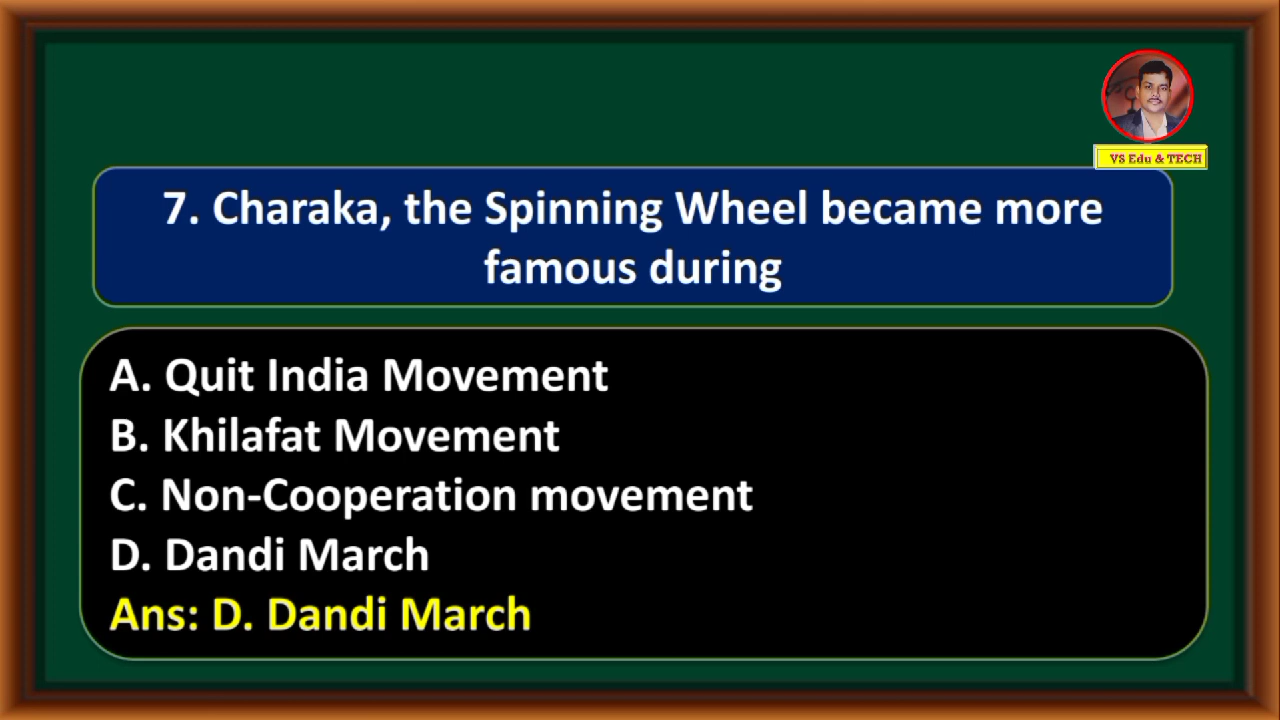 VS Edu & TECH
7. Charaka, the Spinning Wheel became more
famous during
A. Quit India Movement
B. Khilafat Movement
C. Non-Cooperation movement
D. Dandi March
Ans: D. Dandi March